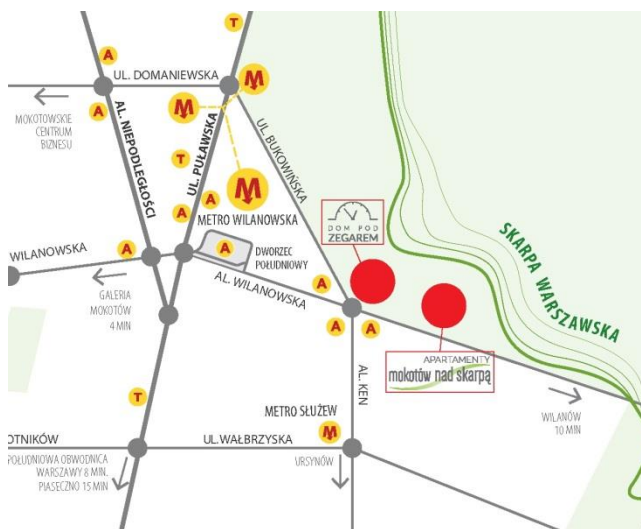 A
T
UL. DOMANIEWSKA
M
M
A
MOKOTOWSKIE
CENTRUM
BIZNESU
AL. NIEPODLEGŁOŚCI
T
UL. PUŁAWSKA
UL. BUKOWIŃSKA
M
A
A
METRO WILANOWSKA
DOM POD
ZEGAREM
SKARPA WARSZAWSKA
WILANOWSKA
A
A
DWORZEC
POŁUDNIOWY
AL. WILANOWSKA
GALERIA
MOKOTÓW
4 MIN
A
A
A
APARTAMENTY
mokotów nad skarpą
AL. KEN
T
WILANÓW
10 MIN
METRO SŁUŻEW
M
OTNIKÓW
UL.WAŁBRZYSKA
POŁUDNIOWA OBWODNICA
WARSZAWY 8 MIN.
PIASECZNO 15 MIN
URSYNÓW